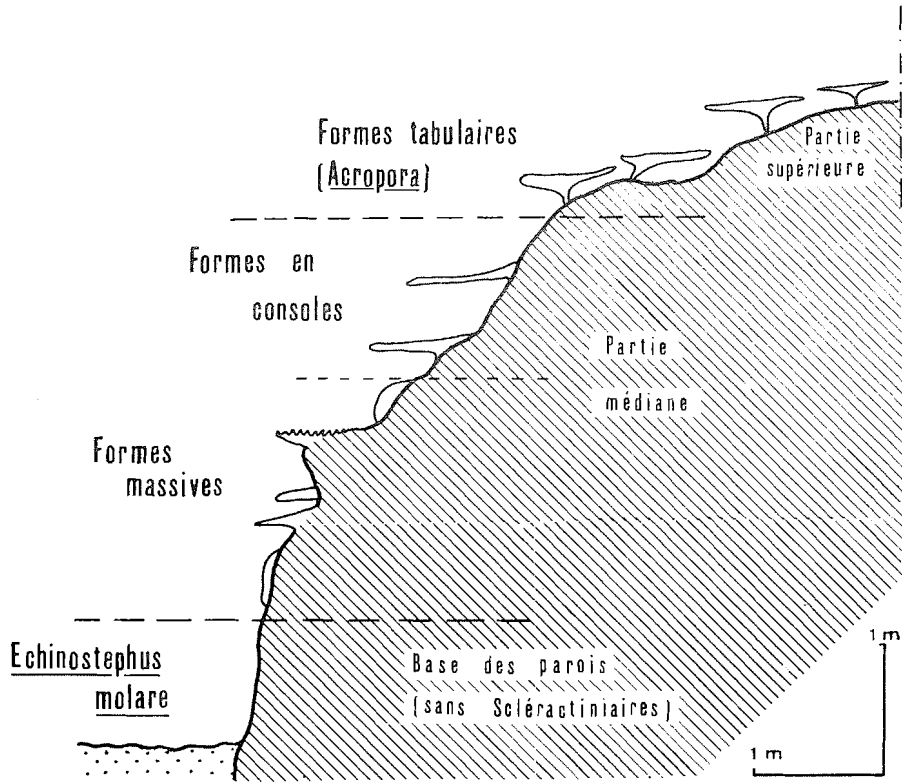 Formes tabulaires
(Acropora)
Partie
supérieure
Formes en
consoles
Partie
médiane
Formes
massives
Echinostephus
molare
Base des parois
(sans Scléractiniaires)
1 m
1 m